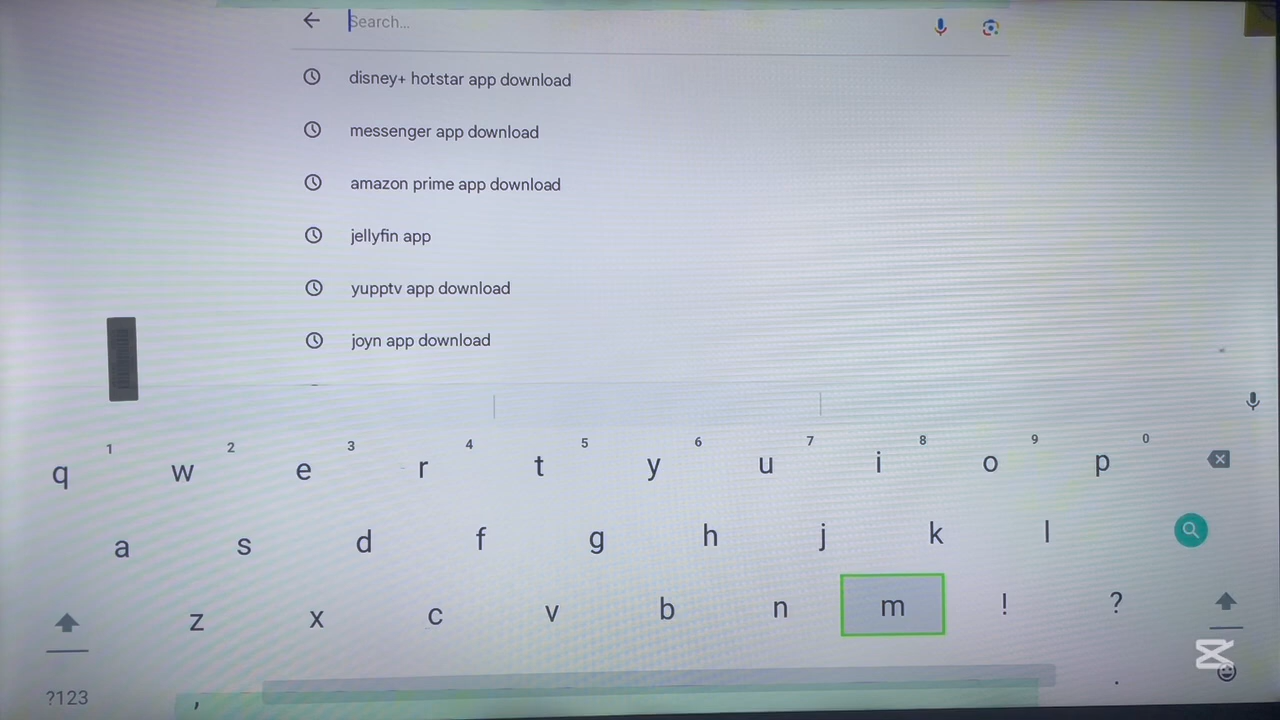 Search...
disney+ hotstar app download
messenger app download
amazon prime app download
jellyfin app
yupptv app download
joyn app download
1 2 3 4 5 6 7 8 9 0
q w e r t y u i o p
a s d f g h j k l
z x c v b n m ! ?
?123 , .